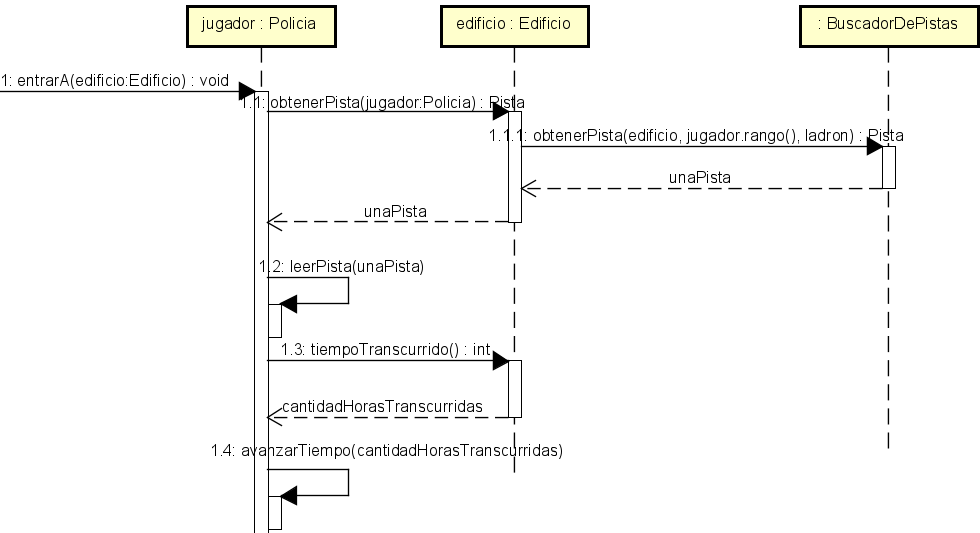 jugador : Policia
edificio : Edificio
: BuscadorDePistas
1: entrarA(edificio:Edificio) : void
1.1: obtenerPista(jugador:Policia) : Pista
1.1.1: obtenerPista(edificio, jugador.rango(), ladron) : Pista
unaPista
unaPista
1.2: leerPista(unaPista)
1.3: tiempoTranscurrido() : int
cantidadHorasTranscurridas
1.4: avanzarTiempo(cantidadHorasTranscurridas)